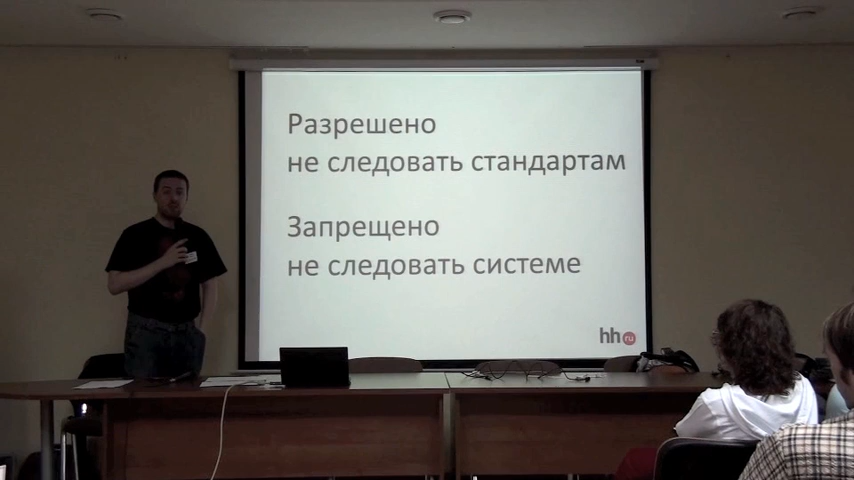 Разрешено
не следовать стандартам
Запрещено
не следовать системе
hh ru